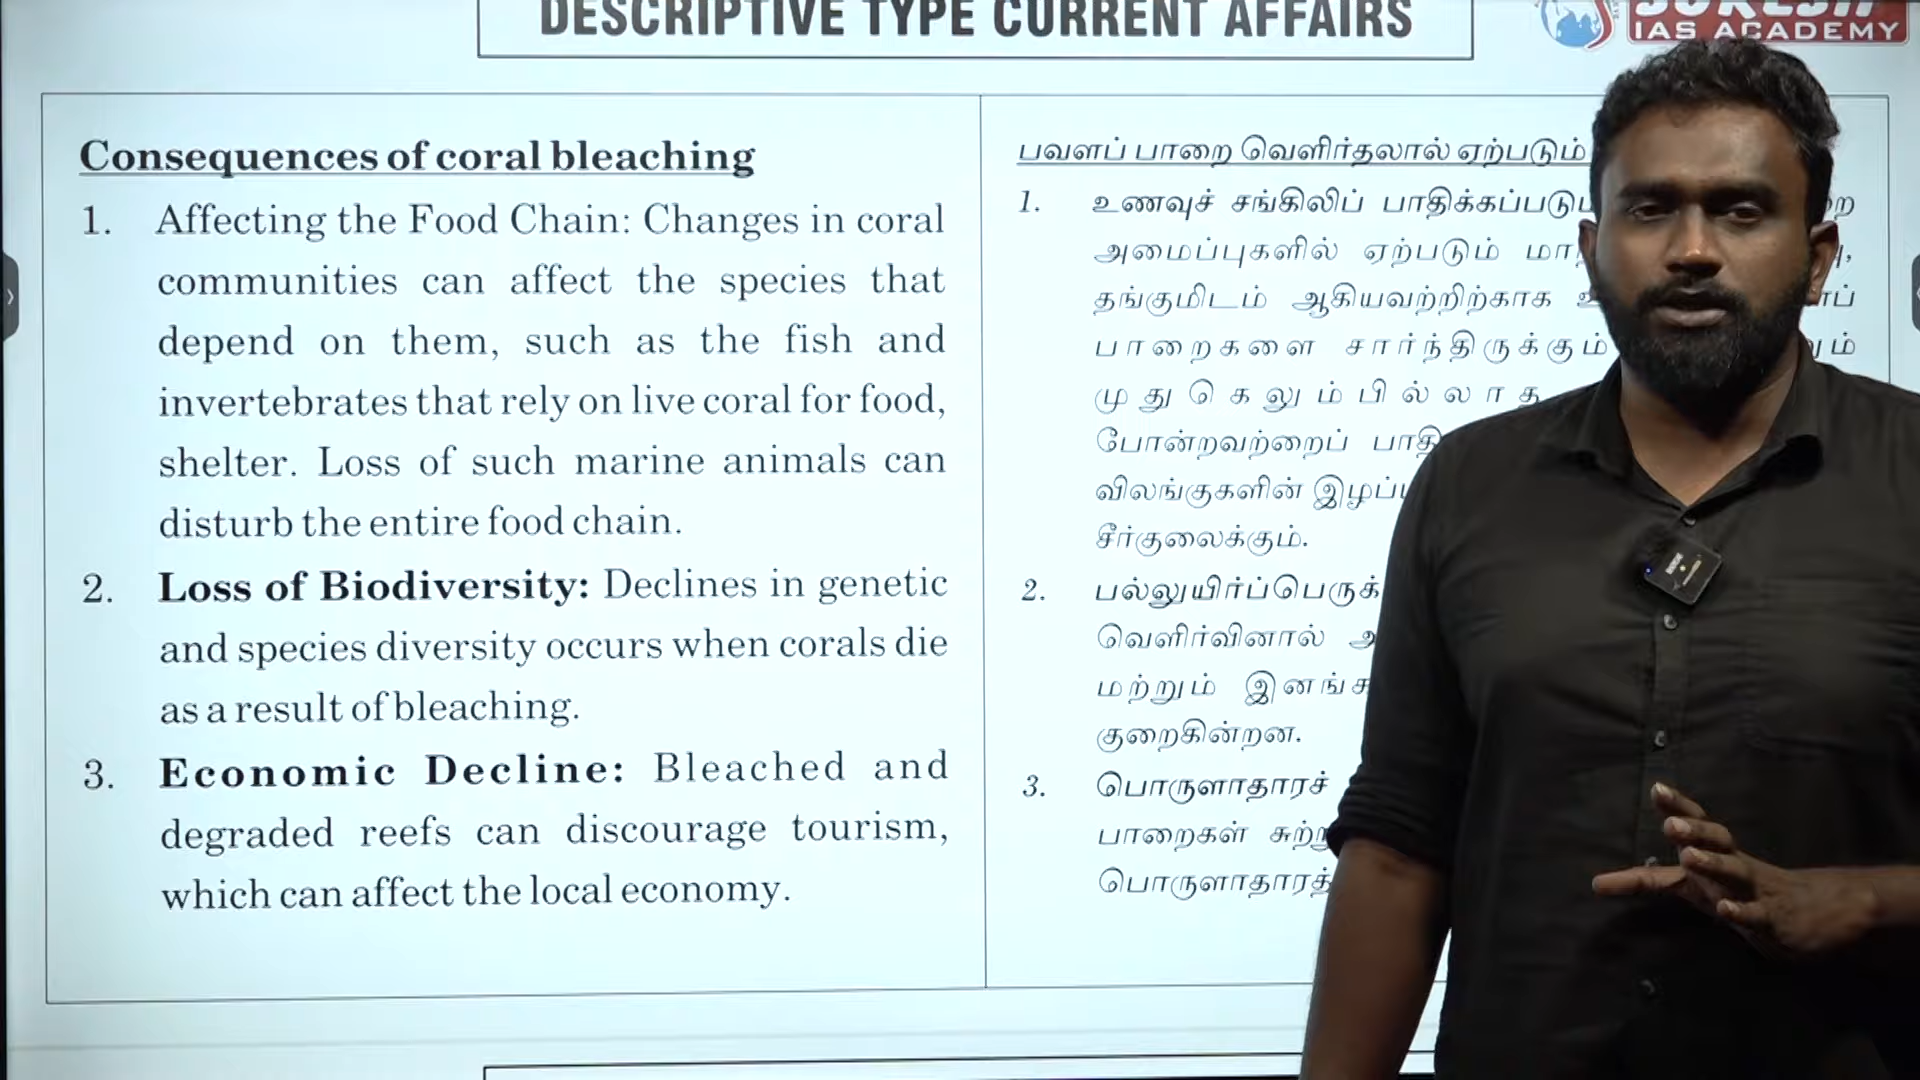 DESCRIPTIVE TYPE CURRENT AFFAIRS
SURESH
IAS ACADEMY
Consequences of coral bleaching
1. Affecting the Food Chain: Changes in coral
communities can affect the species that
depend on them, such as the fish and
invertebrates that rely on live coral for food,
shelter. Loss of such marine animals can
disturb the entire food chain.
2. Loss of Biodiversity: Declines in genetic
and species diversity occurs when corals die
as a result of bleaching.
3. Economic Decline: Bleached and
degraded reefs can discourage tourism,
which can affect the local economy.
பவளப் பாறை வெளிர்தலால் ஏற்படும்
1. உணவுச் சங்கிலிப்
அமைப்புகளில் ஏற்படும்
தங்குமிடம் ஆகியவற்றிற்காக
பாறைகளை சார்ந்திருக்கும்
முதுகெலும்பில்லாத
போன்றவற்றைப்
விலங்குகளின்
சீர்குலைக்கும்.
2.
வெளிர்வினால்
மற்றும்
குறைகின்றன.
3. பொருளாதாரச்
பாறைகள்